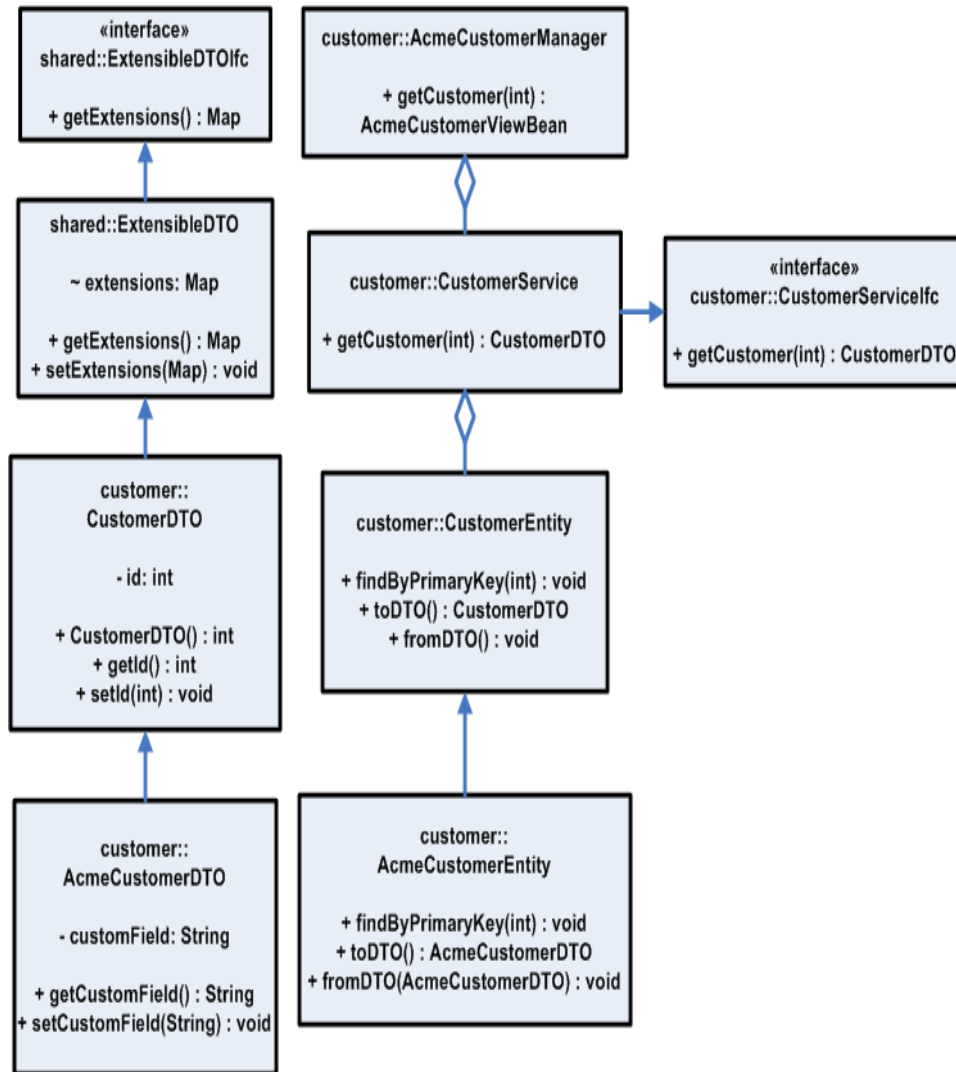 «interface»
shared::ExtensibleDTOIfc
+ getExtensions() : Map
shared::ExtensibleDTO
~ extensions: Map
+ getExtensions() : Map
+ setExtensions(Map) : void
customer::
CustomerDTO
- id: int
+ CustomerDTO() : int
+ getId() : int
+ setId(int) : void
customer::
AcmeCustomerDTO
- customField: String
+ getCustomField() : String
+ setCustomField(String) : void
customer::AcmeCustomerManager
+ getCustomer(int) :
AcmeCustomerViewBean
customer::CustomerService
+ getCustomer(int) : CustomerDTO
«interface»
customer::CustomerServiceIfc
+ getCustomer(int) : CustomerDTO
customer::CustomerEntity
+ findByPrimaryKey(int) : void
+ toDTO() : CustomerDTO
+ fromDTO() : void
customer::
AcmeCustomerEntity
+ findByPrimaryKey(int) : void
+ toDTO() : AcmeCustomerDTO
+ fromDTO(AcmeCustomerDTO) : void